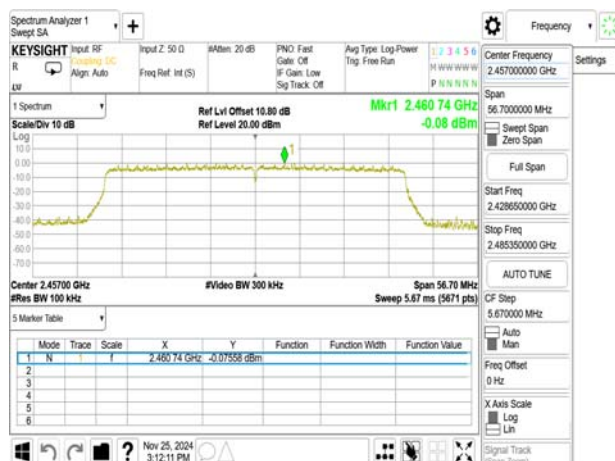 Spectrum Analyzer 1
Swept SA
Frequency
KEYSIGHT Input: RF Input Z: 50 Ω #Atten: 20 dB PNO: Fast Avg Type: Log-Power 1 2 3 4 5 6
R Coupling: DC Gate: Off Trig: Free Run M W W W W W
Align: Auto Freq Ref: Int (S) IF Gain: Low
Sig Track: Off P N N N N N
1 Spectrum
Scale/Div 10 dB
Ref Lvl Offset 10.80 dB
Ref Level 20.00 dBm
Mkr1 2.460 74 GHz
-0.08 dBm
Log
10.0
0.00
-10.0
-20.0
-30.0
-40.0
-50.0
-60.0
-70.0
1
Center 2.45700 GHz #Video BW 300 kHz Span 56.70 MHz
#Res BW 100 kHz Sweep 5.67 ms (5671 pts)
5 Marker Table
Mode Trace Scale X Y Function Function Width Function Value
1 N 1 f 2.460 74 GHz -0.07558 dBm
2
3
4
5
6
Nov 25, 2024
3:12:11 PM
Center Frequency
2.457000000 GHz
Settings
Span
56.7000000 MHz
Swept Span
Zero Span
Full Span
Start Freq
2.428650000 GHz
Stop Freq
2.485350000 GHz
AUTO TUNE
CF Step
5.670000 MHz
Auto
Man
Freq Offset
0 Hz
X Axis Scale
Log
Lin
Signal Track